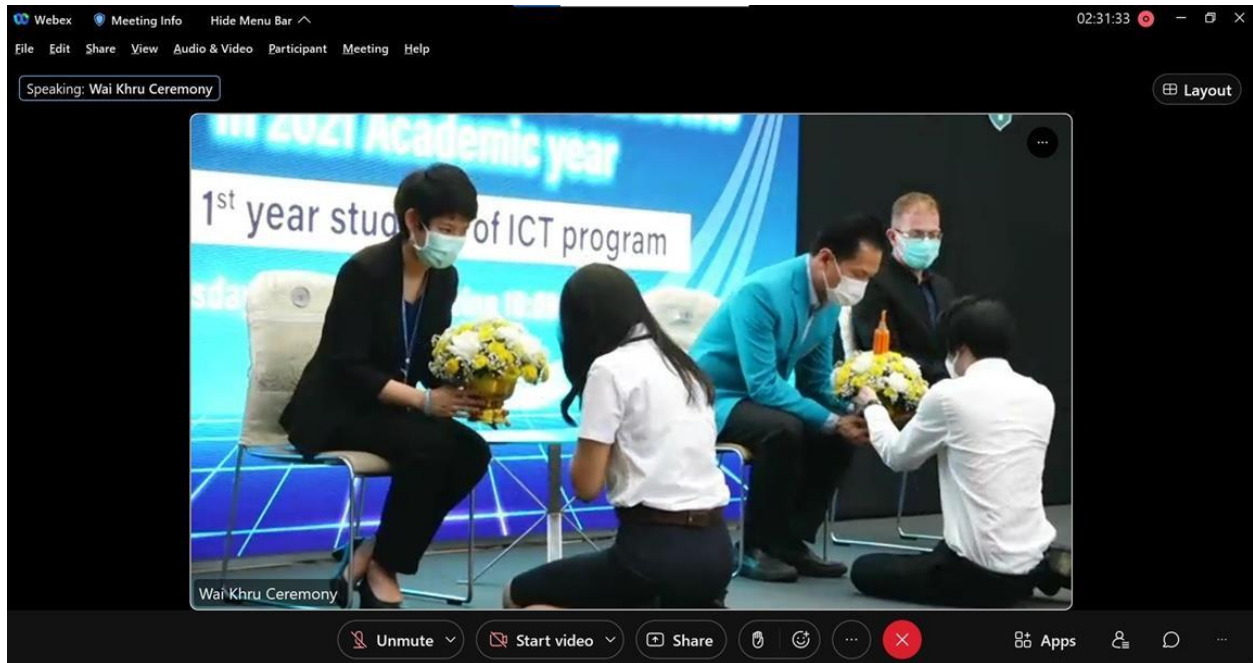 Webex Meeting Info Hide Menu Bar 02:31:33
File Edit Share View Audio & Video Participant Meeting Help
Speaking: Wai Khru Ceremony
Layout
in 2021 Academic year
1st year of ICT program
Wai Khru Ceremony
Unmute Start video Share Apps